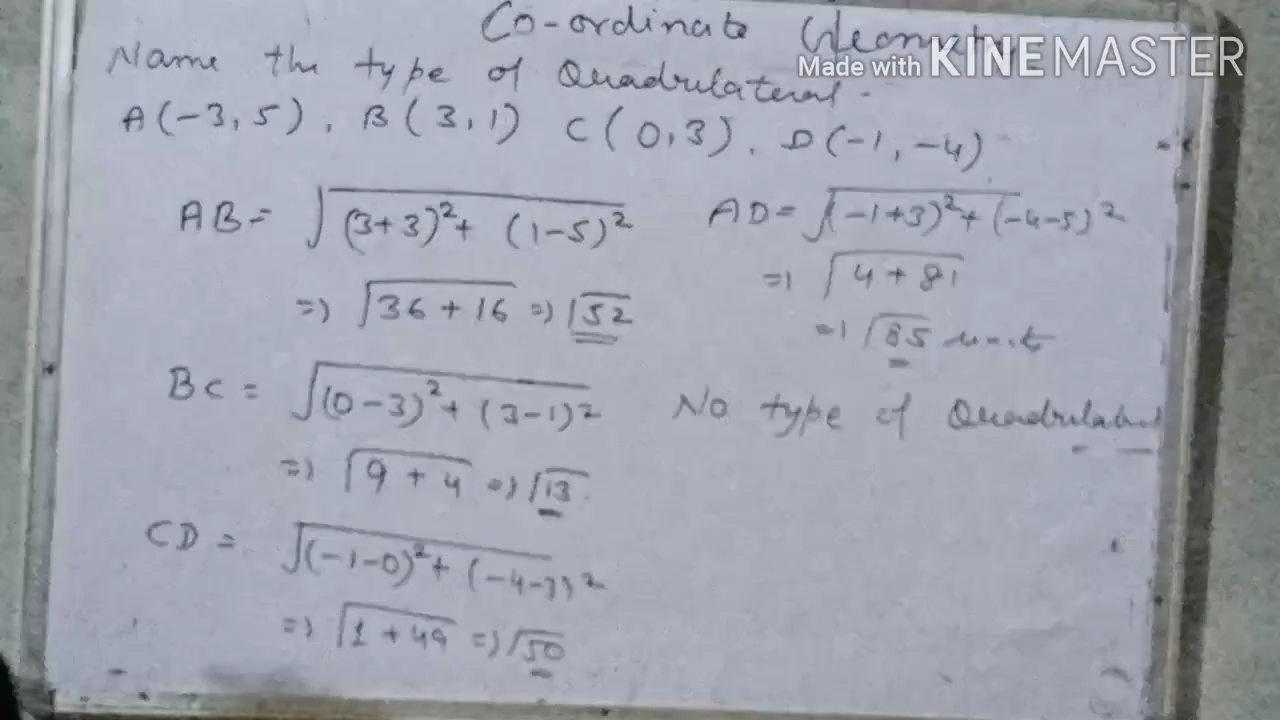 Co-ordinate Geometry
Made with KINEMASTER
Name the type of Quadrulateral.
A(-3,5), B(3,1) C(0,3), D(-1,-4)
AB= √(3+3)²+ (1-5)²
=> √36+16 => √52
BC = √(0-3)²+(3-1)²
=> √9+4 => √13
CD = √(-1-0)²+(-4-3)²
=> √1+49 => √50
AD= √(-1+3)²+(-4-5)²
=> √4+81
=> √85 unit
No type of Quadrulateral